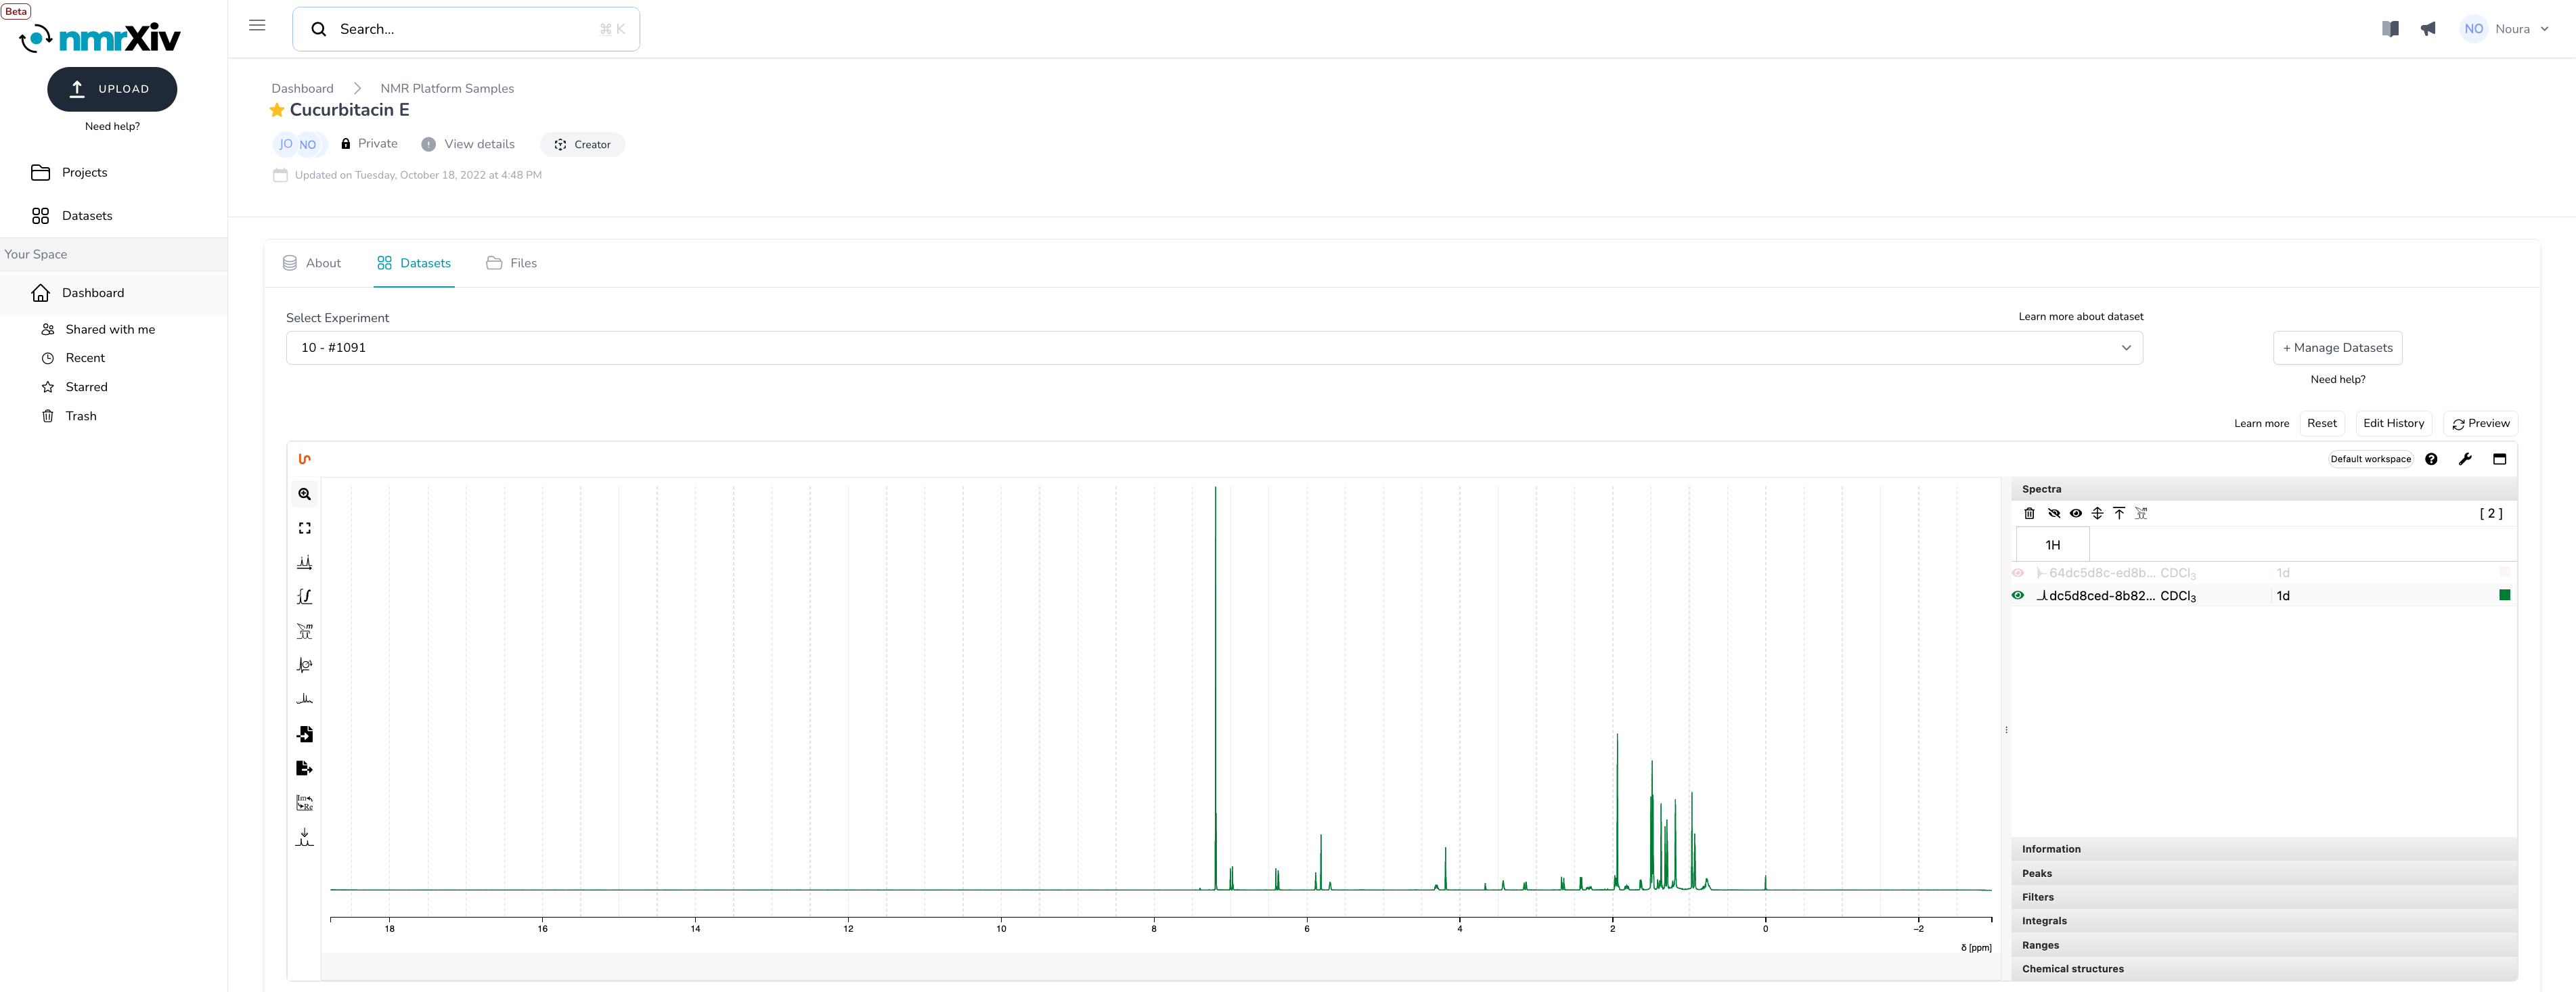 Beta
nmrXiv
UPLOAD
Need help?
Projects
Datasets
Your Space
Dashboard
Shared with me
Recent
Starred
Trash
Search...
⌘ K
NO
Noura
Dashboard
NMR Platform Samples
Cucurbitacin E
JO
NO
Private
View details
Creator
Updated on Tuesday, October 18, 2022 at 4:48 PM
About
Datasets
Files
Select Experiment
Learn more about dataset
10 - #1091
+ Manage Datasets
Need help?
Learn more
Reset
Edit History
Preview
Default workspace
Spectra
[ 2 ]
1H
64dc5d8c-ed8b... CDCl3 1d
dc5d8ced-8b82... CDCl3 1d
18 16 14 12 10 8 6 4 2 0 −2
δ [ppm]
Information
Peaks
Filters
Integrals
Ranges
Chemical structures